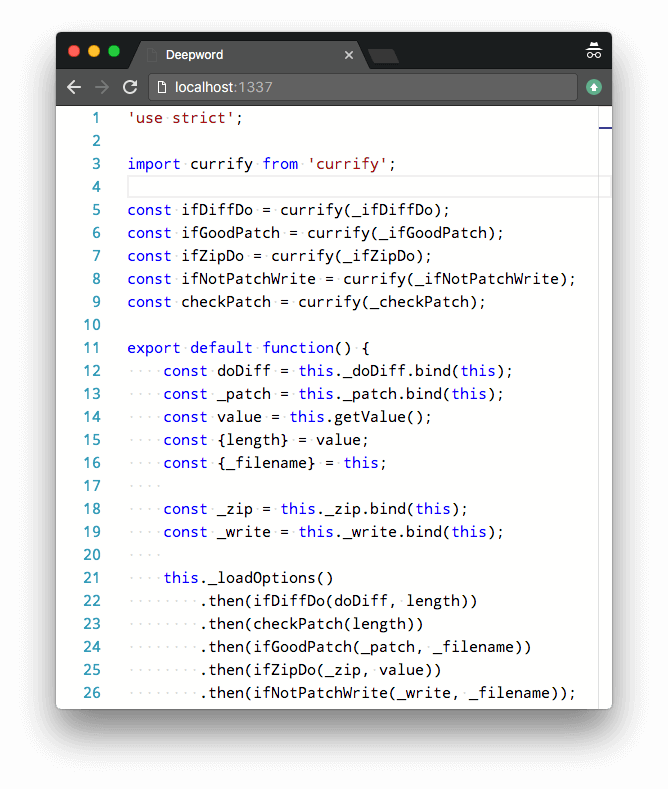 Deepword
localhost:1337
1 'use strict';
2
3 import currify from 'currify';
4
5 const ifDiffDo = currify(_ifDiffDo);
6 const ifGoodPatch = currify(_ifGoodPatch);
7 const ifZipDo = currify(_ifZipDo);
8 const ifNotPatchWrite = currify(_ifNotPatchWrite);
9 const checkPatch = currify(_checkPatch);
10
11 export default function() {
12     const doDiff = this._doDiff.bind(this);
13     const _patch = this._patch.bind(this);
14     const value = this.getValue();
15     const {length} = value;
16     const {_filename} = this;
17
18     const _zip = this._zip.bind(this);
19     const _write = this._write.bind(this);
20
21     this._loadOptions()
22         .then(ifDiffDo(doDiff, length))
23         .then(checkPatch(length))
24         .then(ifGoodPatch(_patch, _filename))
25         .then(ifZipDo(_zip, value))
26         .then(ifNotPatchWrite(_write, _filename));